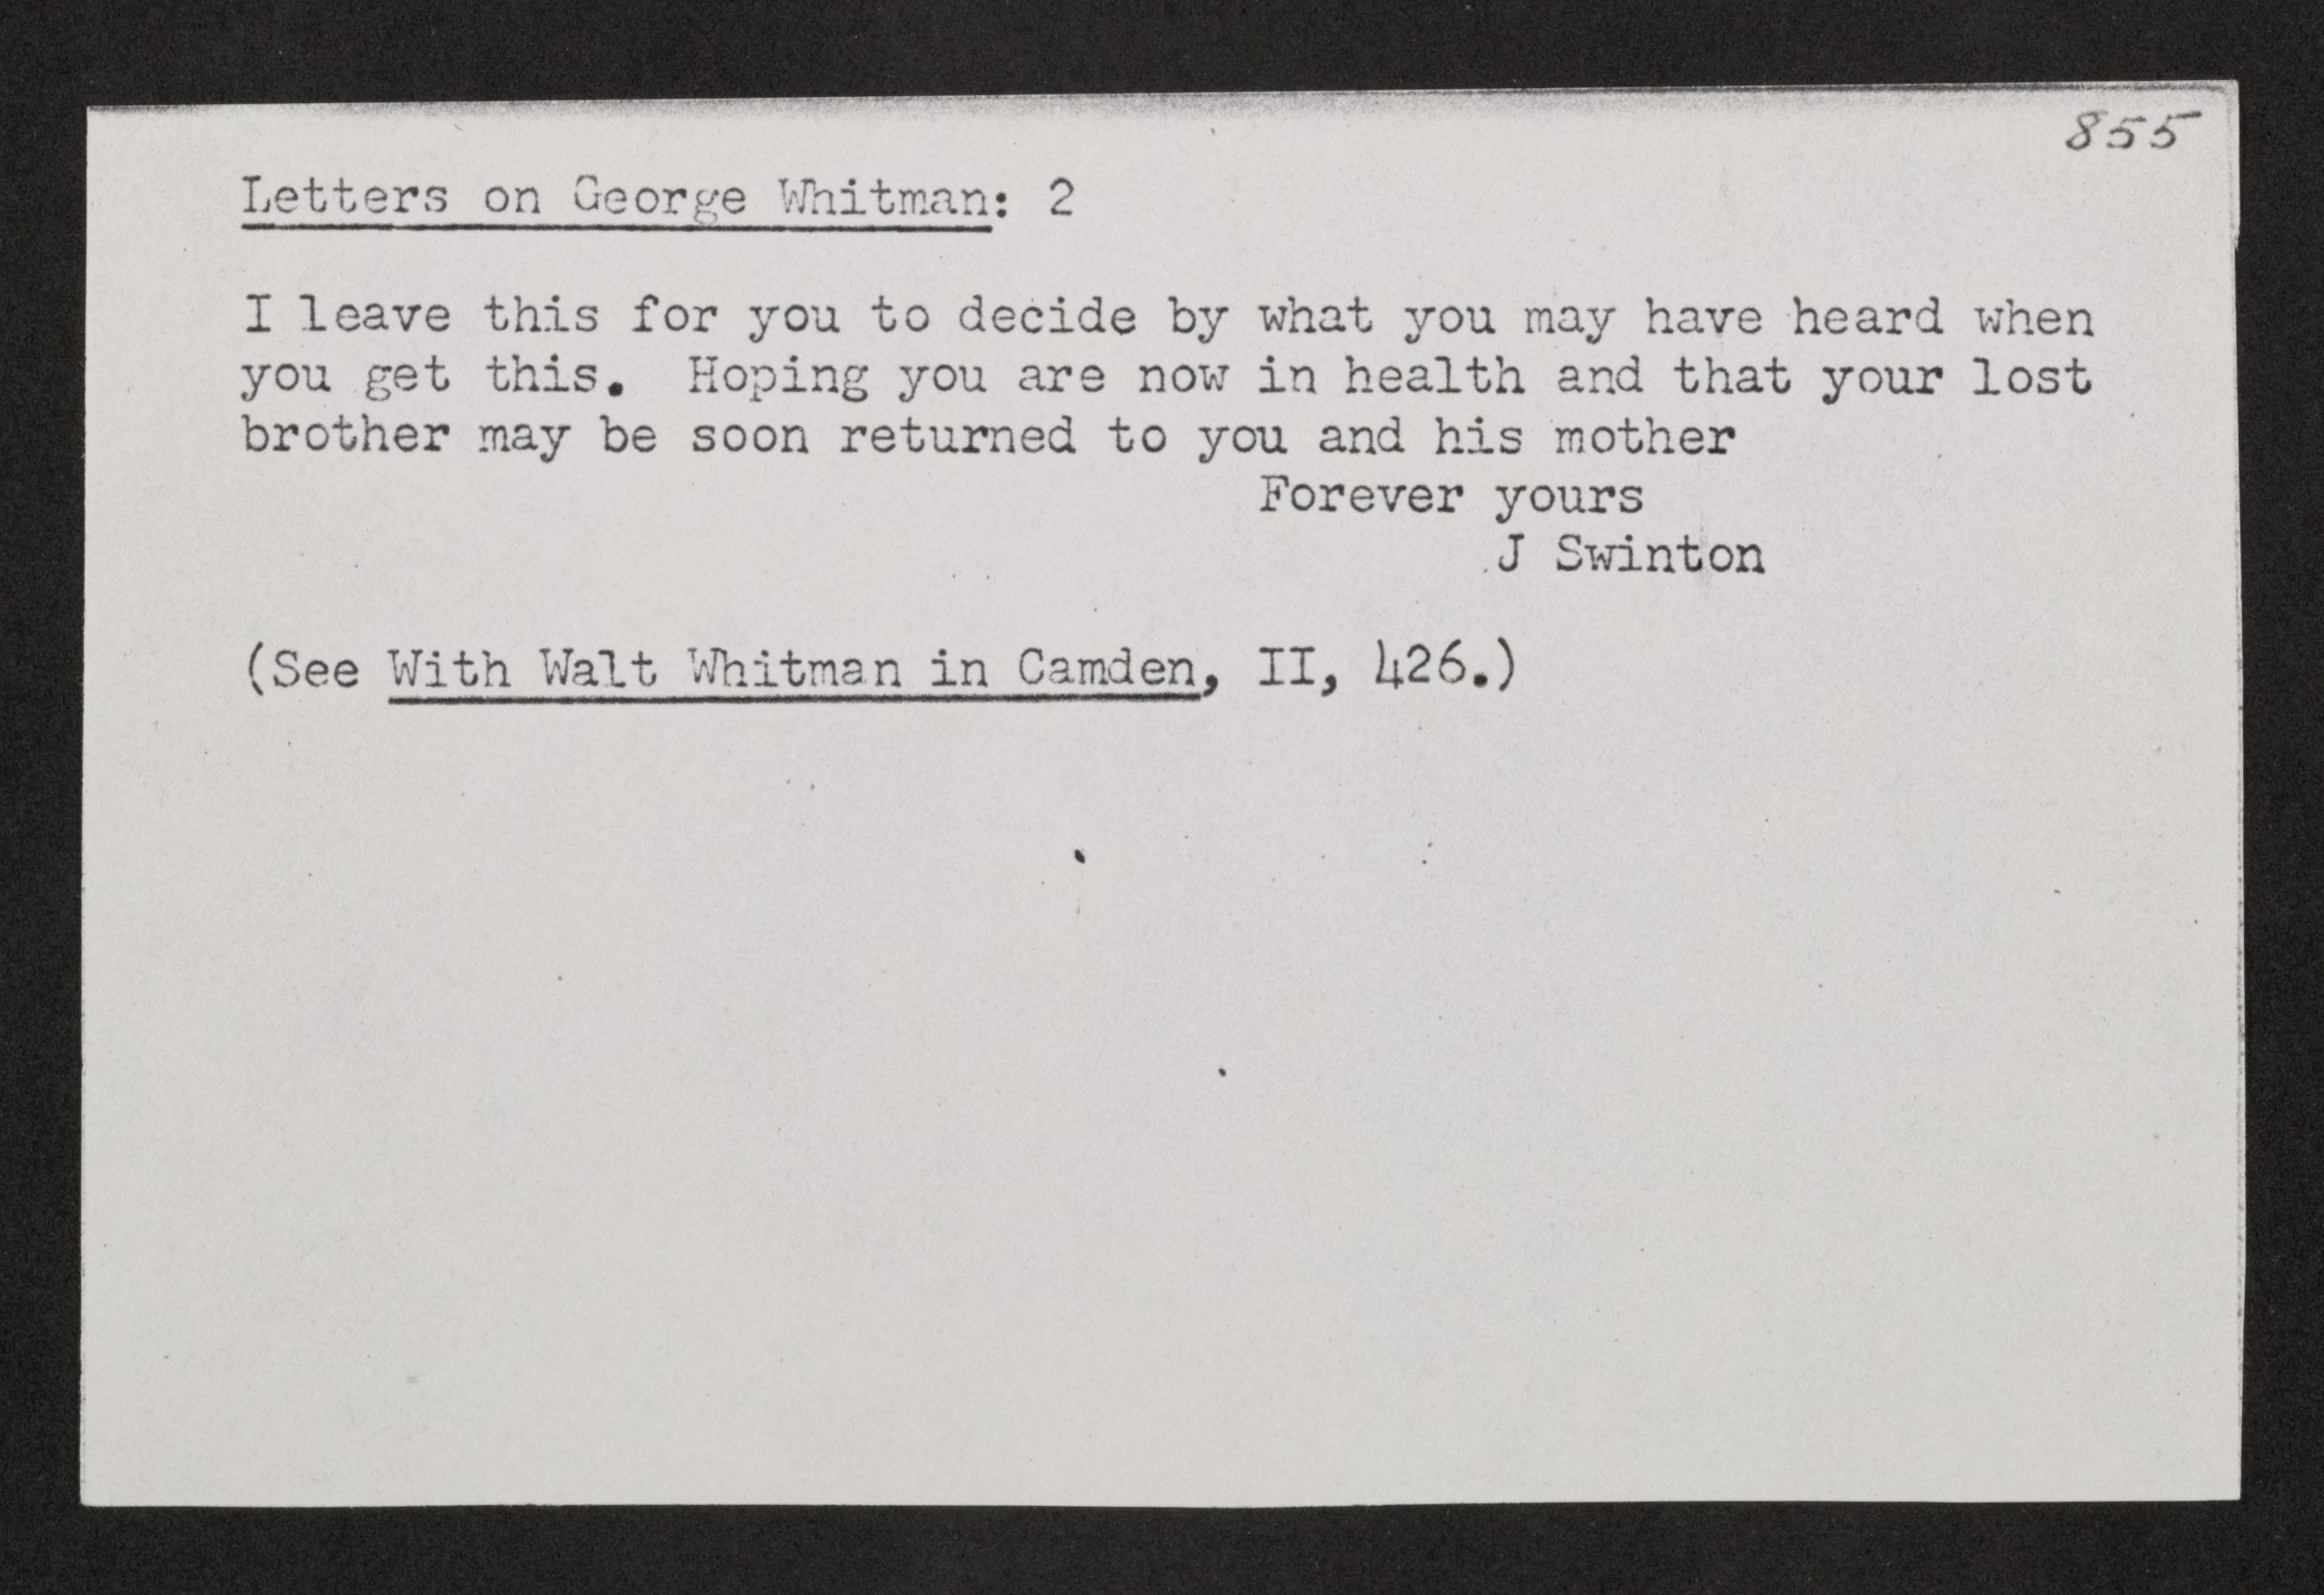 855
Letters on George Whitman: 2
I leave this for you to decide by what you may have heard when
you get this. Hoping you are now in health and that your lost
brother may be soon returned to you and his mother
Forever yours
J Swinton
(See With Walt Whitman in Camden, II, 426.)